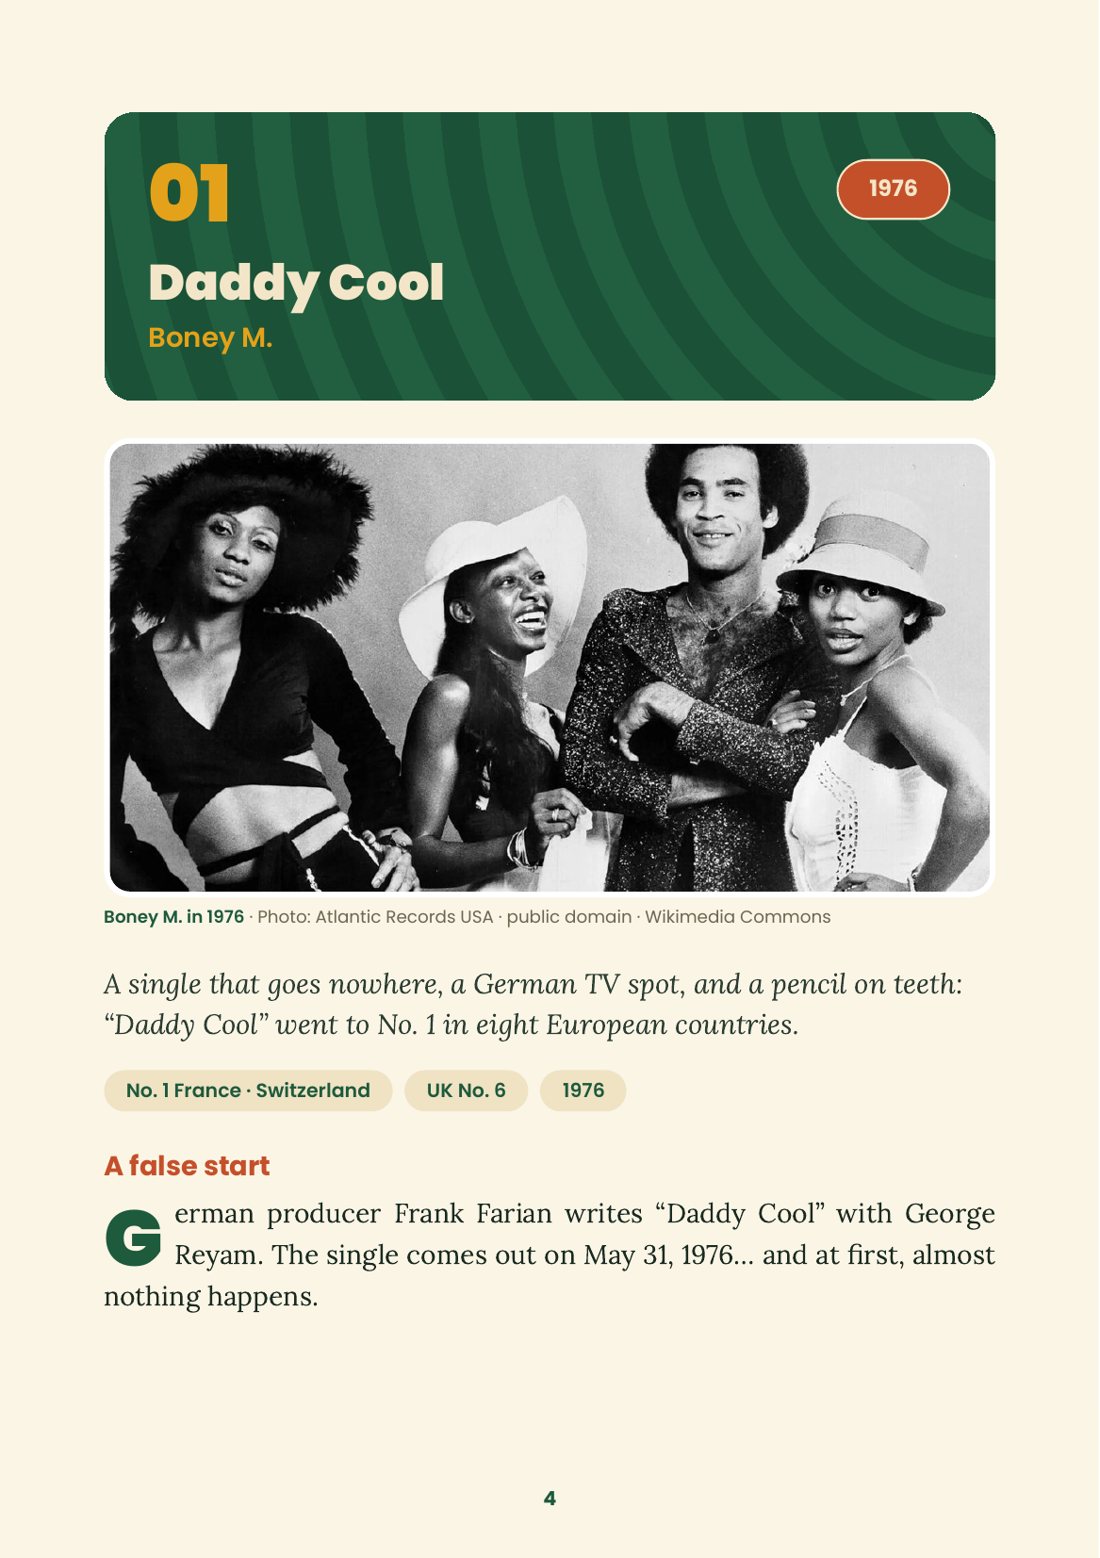 01
1976
Daddy Cool
Boney M.
Boney M. in 1976 · Photo: Atlantic Records USA · public domain · Wikimedia Commons
A single that goes nowhere, a German TV spot, and a pencil on teeth:
“Daddy Cool” went to No. 1 in eight European countries.
No. 1 France · Switzerland
UK No. 6
1976
A false start
German producer Frank Farian writes “Daddy Cool” with George
Reyam. The single comes out on May 31, 1976… and at first, almost
nothing happens.
4